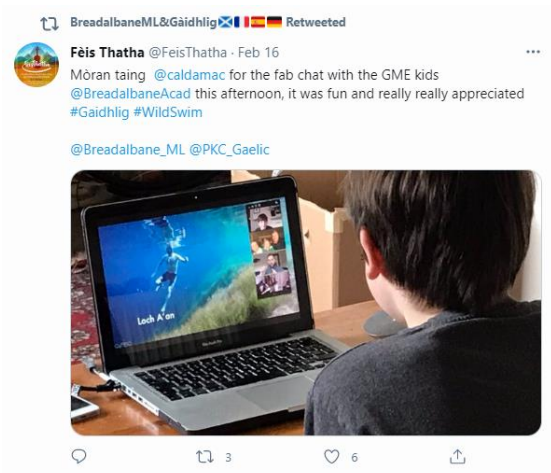 BreadalbaneML&Gàidhlig🏴󠁧󠁢󠁳󠁣󠁴󠁿🇫🇷🇪🇸🇩🇪 Retweeted
Fèis Thatha @FeisThatha · Feb 16
Mòran taing @caldamac for the fab chat with the GME kids
@BreadalbaneAcad this afternoon, it was fun and really really appreciated
#Gaidhlig #WildSwim
@Breadalbane_ML @PKC_Gaelic
Loch A'an
3 6